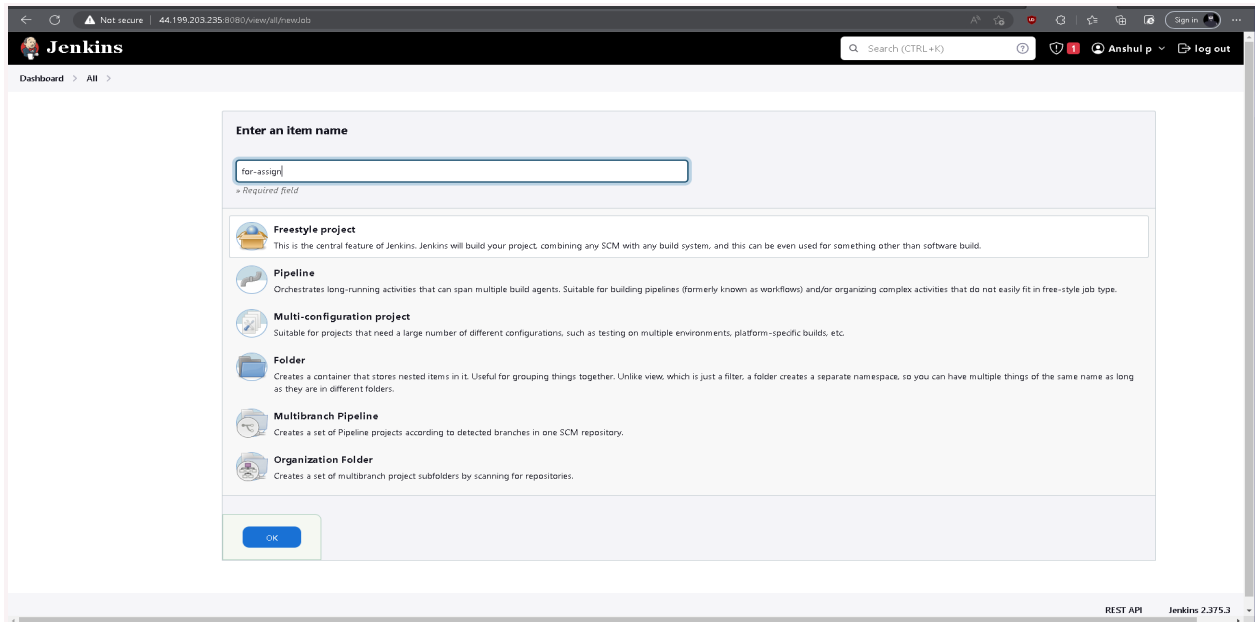 Not secure | 44.199.203.235:8080/view/all/newJob
Sign in
Jenkins
Search (CTRL+K)
1
Anshul p
log out
Dashboard > All >
Enter an item name
for-assign
» Required field
Freestyle project
This is the central feature of Jenkins. Jenkins will build your project, combining any SCM with any build system, and this can be even used for something other than software build.
Pipeline
Orchestrates long-running activities that can span multiple build agents. Suitable for building pipelines (formerly known as workflows) and/or organizing complex activities that do not easily fit in free-style job type.
Multi-configuration project
Suitable for projects that need a large number of different configurations, such as testing on multiple environments, platform-specific builds, etc.
Folder
Creates a container that stores nested items in it. Useful for grouping things together. Unlike view, which is just a filter, a folder creates a separate namespace, so you can have multiple things of the same name as long
as they are in different folders.
Multibranch Pipeline
Creates a set of Pipeline projects according to detected branches in one SCM repository.
Organization Folder
Creates a set of multibranch project subfolders by scanning for repositories.
OK
REST API
Jenkins 2.375.3